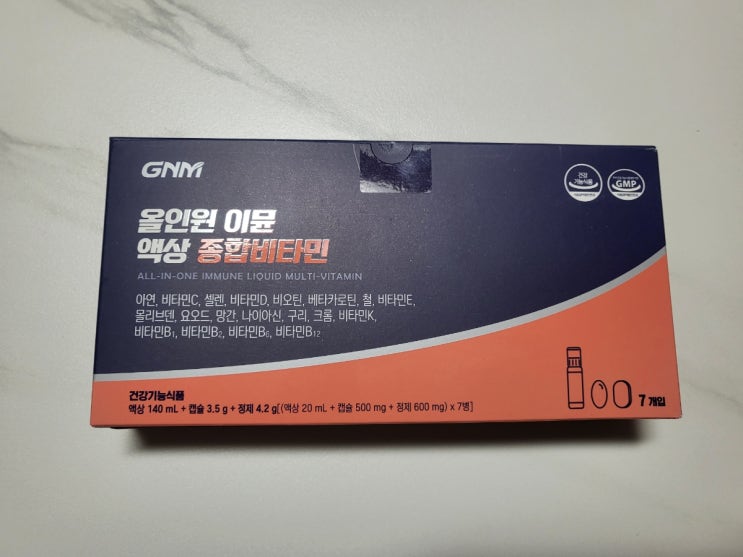 GNM
건강
기능식품
GMP
올인원 이뮨
액상 종합비타민
ALL-IN-ONE IMMUNE LIQUID MULTI-VITAMIN
아연, 비타민C, 셀렌, 비타민D, 비오틴, 베타카로틴, 철, 비타민E,
몰리브덴, 요오드, 망간, 나이아신, 구리, 크롬, 비타민K,
비타민B₁, 비타민B₂, 비타민B₆, 비타민B₁₂
건강기능식품
액상 140 mL + 캡슐 3.5 g + 정제 4.2 g[(액상 20 mL + 캡슐 500 mg + 정제 600 mg) x 7병]
7 개입